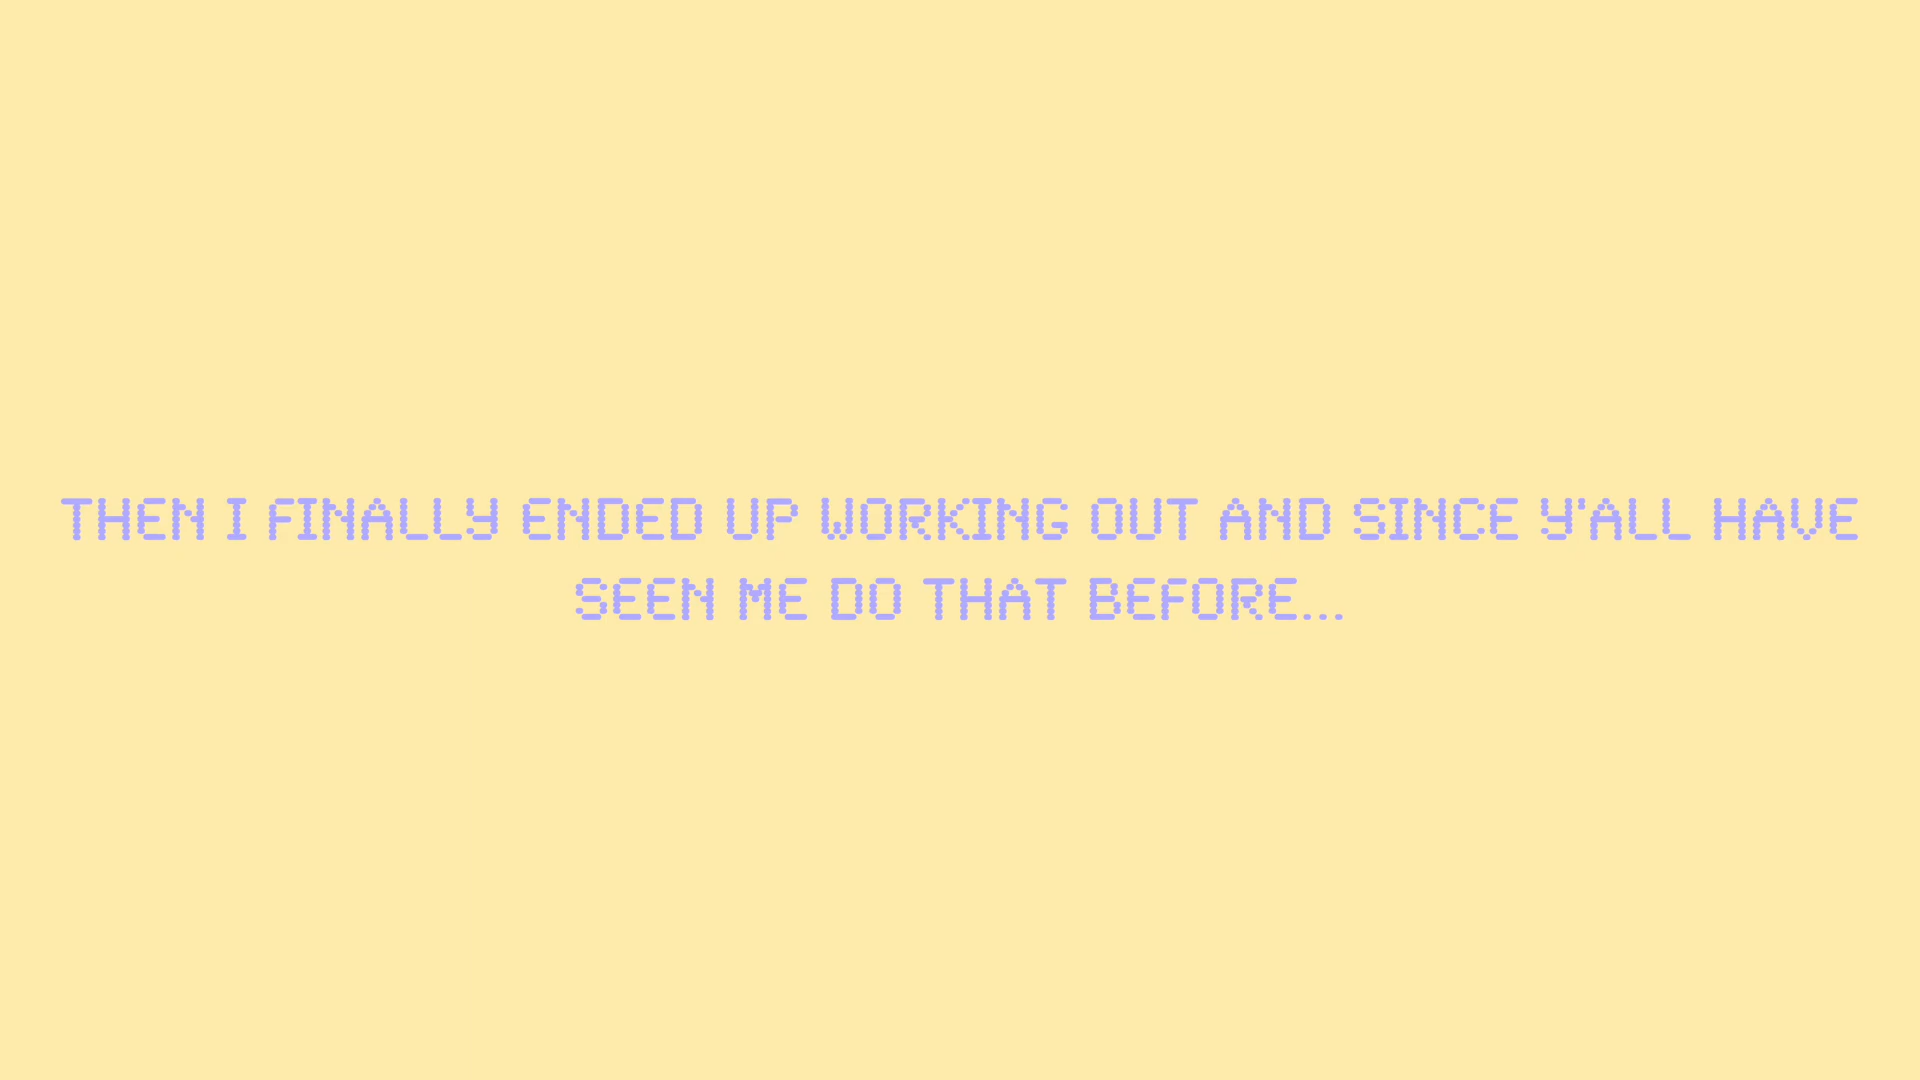 THEN I FINALLY ENDED UP WORKING OUT AND SINCE Y'ALL HAVE
SEEN ME DO THAT BEFORE...